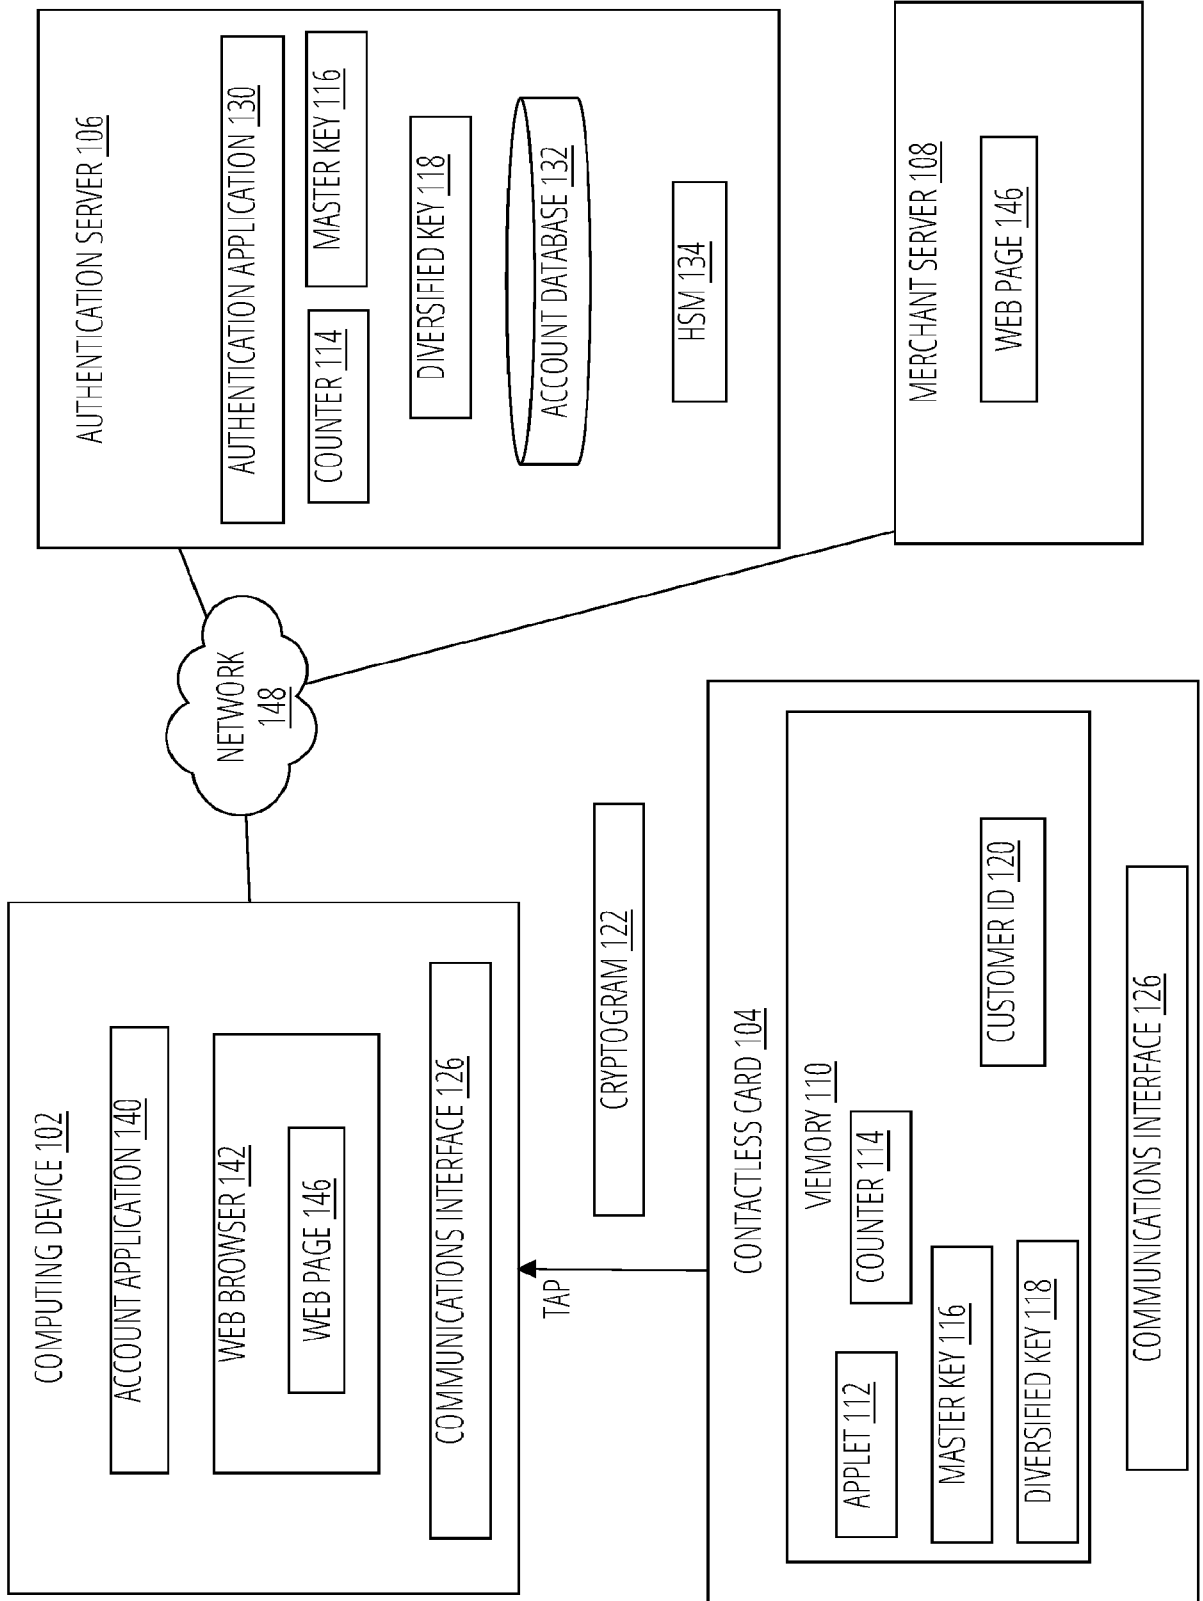 COMPUTING DEVICE 102
ACCOUNT APPLICATION 140
WEB BROWSER 142
WEB PAGE 146
COMMUNICATIONS INTERFACE 126
NETWORK
148
AUTHENTICATION SERVER 106
AUTHENTICATION APPLICATION 130
COUNTER 114
MASTER KEY 116
DIVERSIFIED KEY 118
ACCOUNT DATABASE 132
HSM 134
TAP
CRYPTOGRAM 122
CONTACTLESS CARD 104
MEMORY 110
APPLET 112
COUNTER 114
MASTER KEY 116
CUSTOMER ID 120
DIVERSIFIED KEY 118
COMMUNICATIONS INTERFACE 126
MERCHANT SERVER 108
WEB PAGE 146